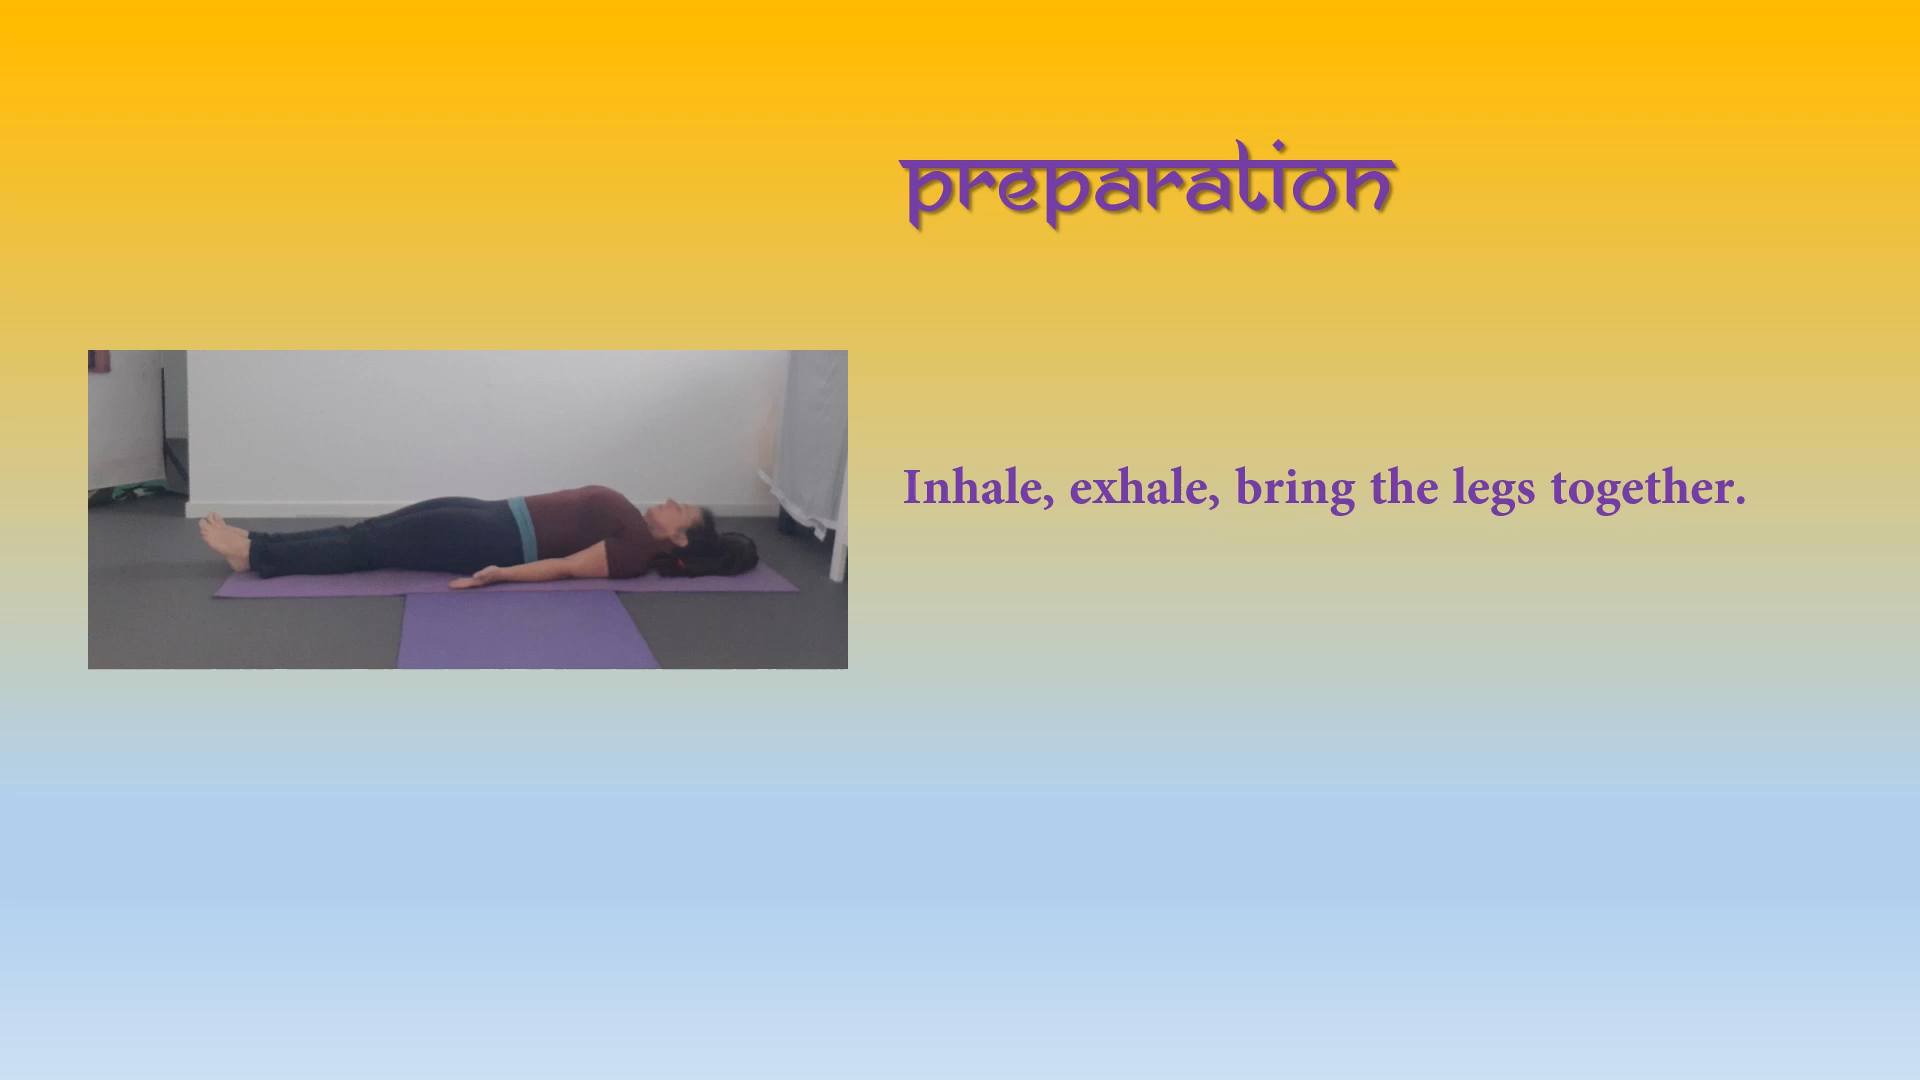 preparation
Inhale, exhale, bring the legs together.